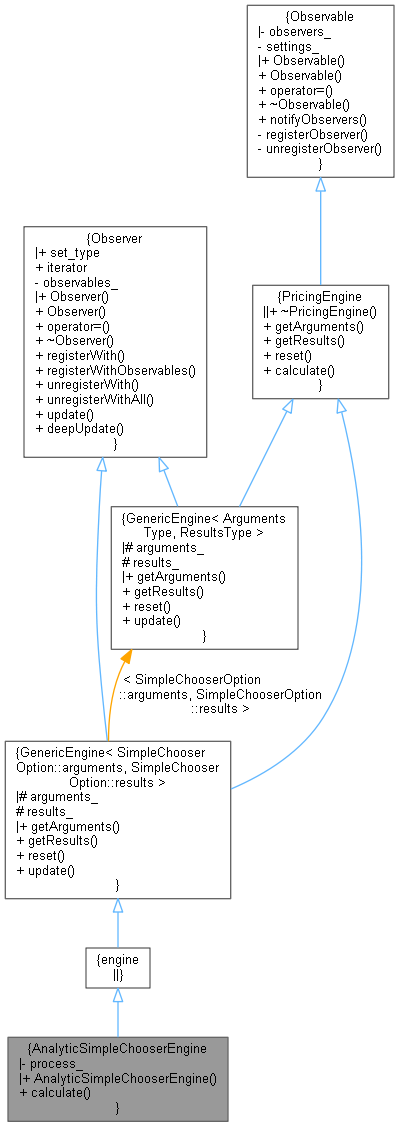 {Observable
|- observers_
- settings_
|+ Observable()
+ Observable()
+ operator=()
+ ~Observable()
+ notifyObservers()
- registerObserver()
- unregisterObserver()
}
{Observer
|+ set_type
+ iterator
- observables_
|+ Observer()
+ Observer()
+ operator=()
+ ~Observer()
+ registerWith()
+ registerWithObservables()
+ unregisterWith()
+ unregisterWithAll()
+ update()
+ deepUpdate()
}
{PricingEngine
||+ ~PricingEngine()
+ getArguments()
+ getResults()
+ reset()
+ calculate()
}
{GenericEngine< Arguments
Type, ResultsType >
|# arguments_
# results_
|+ getArguments()
+ getResults()
+ reset()
+ update()
}
< SimpleChooserOption
::arguments, SimpleChooserOption
::results >
{GenericEngine< SimpleChooser
Option::arguments, SimpleChooser
Option::results >
|# arguments_
# results_
|+ getArguments()
+ getResults()
+ reset()
+ update()
}
{engine
||}
{AnalyticSimpleChooserEngine
|- process_
|+ AnalyticSimpleChooserEngine()
+ calculate()
}